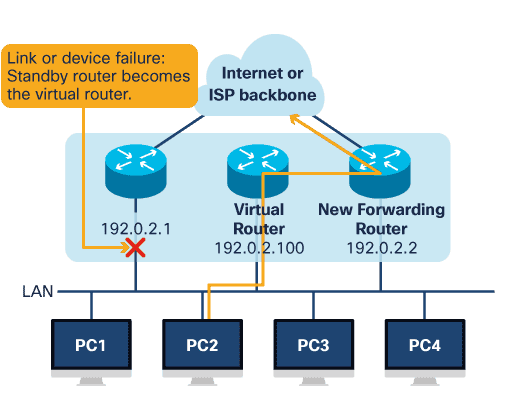 Link or device failure:
Standby router becomes
the virtual router.
Internet or
ISP backbone
192.0.2.1
Virtual
Router
192.0.2.100
New Forwarding
Router
192.0.2.2
LAN
PC1
PC2
PC3
PC4